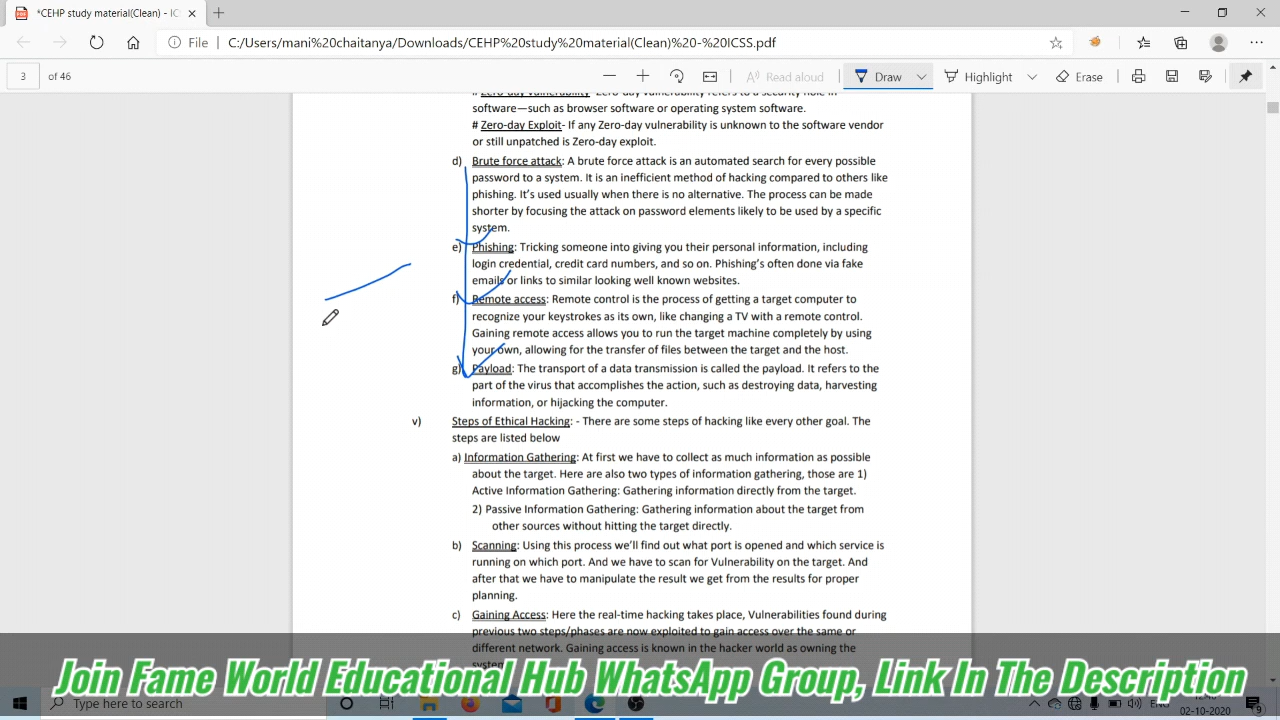 *CEHP study material(Clean) - IC
File
C:/Users/mani%20chaitanya/Downloads/CEHP%20study%20material(Clean)%20-%20ICSS.pdf
3 of 46
Read aloud
Draw
Highlight
Erase
# Zero-day vulnerability- Zero-day vulnerability refers to a security hole in
software—such as browser software or operating system software.
# Zero-day Exploit- If any Zero-day vulnerability is unknown to the software vendor
or still unpatched is Zero-day exploit.
d) Brute force attack: A brute force attack is an automated search for every possible
password to a system. It is an inefficient method of hacking compared to others like
phishing. It’s used usually when there is no alternative. The process can be made
shorter by focusing the attack on password elements likely to be used by a specific
system.
e) Phishing: Tricking someone into giving you their personal information, including
login credential, credit card numbers, and so on. Phishing’s often done via fake
emails or links to similar looking well known websites.
f) Remote access: Remote control is the process of getting a target computer to
recognize your keystrokes as its own, like changing a TV with a remote control.
Gaining remote access allows you to run the target machine completely by using
your own, allowing for the transfer of files between the target and the host.
g) Payload: The transport of a data transmission is called the payload. It refers to the
part of the virus that accomplishes the action, such as destroying data, harvesting
information, or hijacking the computer.
v) Steps of Ethical Hacking: - There are some steps of hacking like every other goal. The
steps are listed below
a) Information Gathering: At first we have to collect as much information as possible
about the target. Here are also two types of information gathering, those are 1)
Active Information Gathering: Gathering information directly from the target.
2) Passive Information Gathering: Gathering information about the target from
other sources without hitting the target directly.
b) Scanning: Using this process we’ll find out what port is opened and which service is
running on which port. And we have to scan for Vulnerability on the target. And
after that we have to manipulate the result we get from the results for proper
planning.
c) Gaining Access: Here the real-time hacking takes place, Vulnerabilities found during
previous two steps/phases are now exploited to gain access over the same or
different network. Gaining access is known in the hacker world as owning the
Join Fame World Educational Hub WhatsApp Group, Link In The Description
Type here to search
ENG
02-10-2020